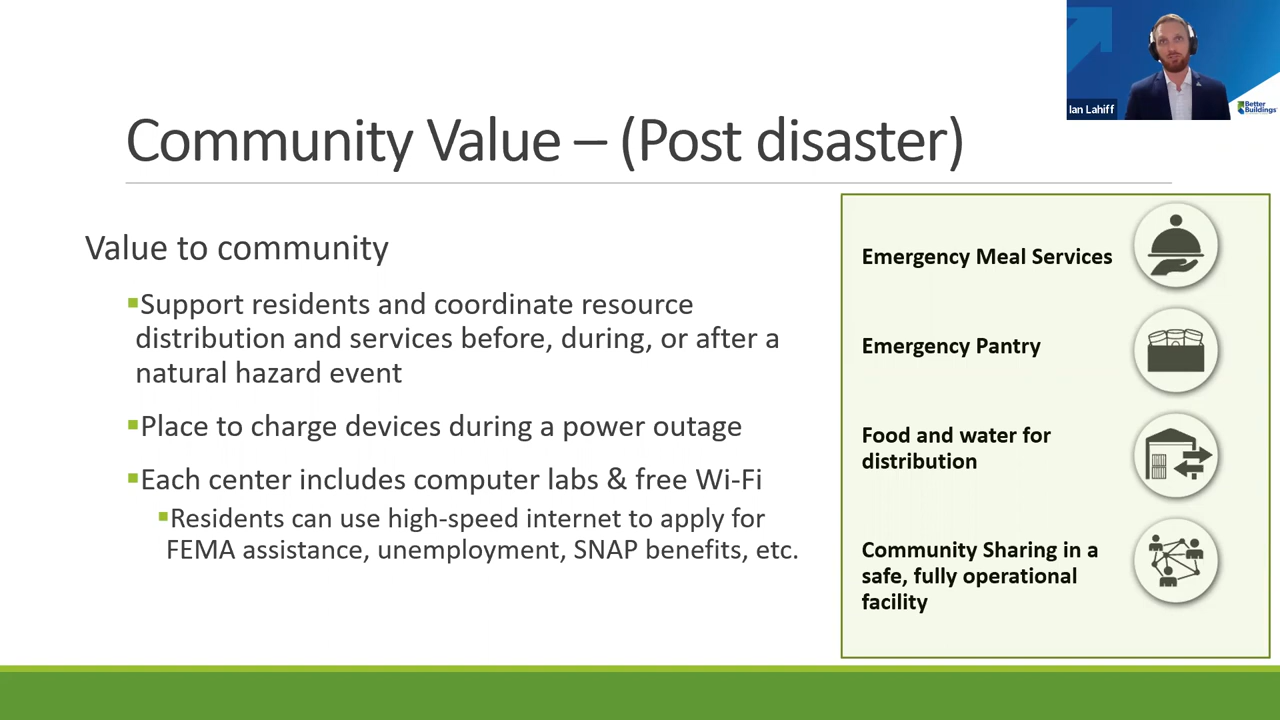 Ian Lahiff
Better
Buildings
Community Value – (Post disaster)
Value to community
Support residents and coordinate resource
distribution and services before, during, or after a
natural hazard event
Place to charge devices during a power outage
Each center includes computer labs & free Wi-Fi
Residents can use high-speed internet to apply for
FEMA assistance, unemployment, SNAP benefits, etc.
Emergency Meal Services
Emergency Pantry
Food and water for
distribution
Community Sharing in a
safe, fully operational
facility